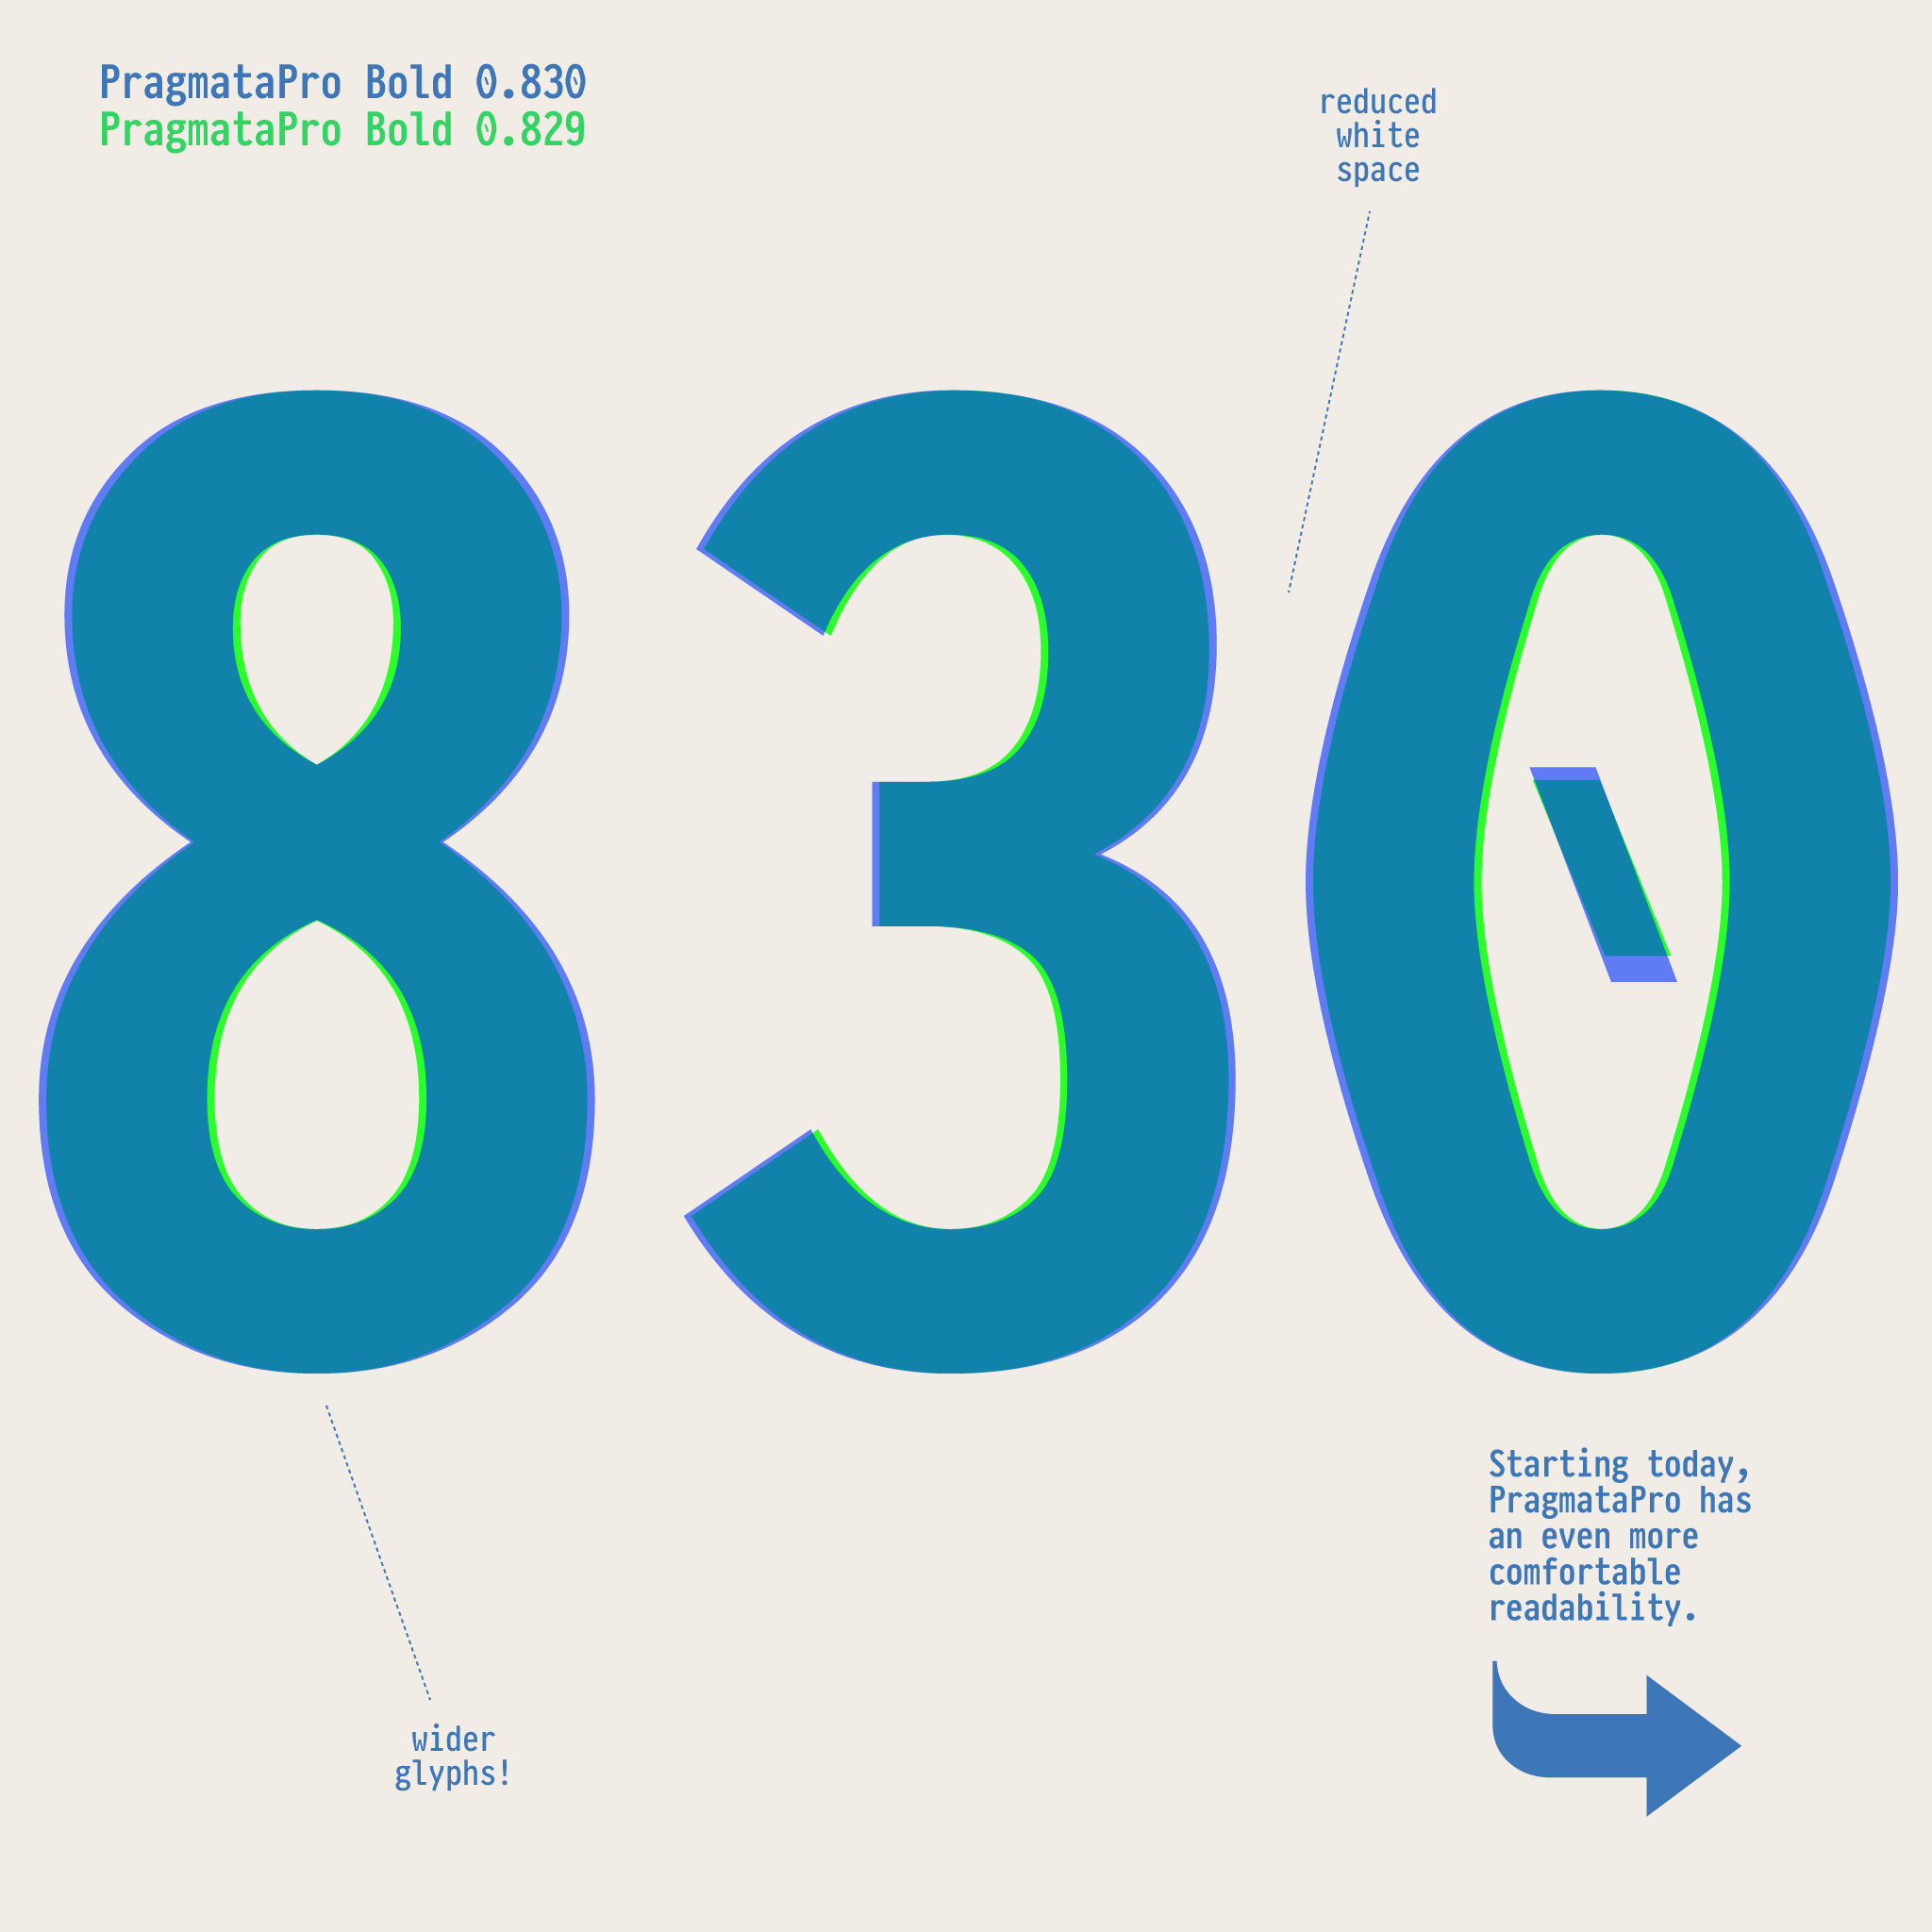 PragmataPro Bold 0.830
PragmataPro Bold 0.829
reduced
white
space
830
wider
glyphs!
Starting today,
PragmataPro has
an even more
comfortable
readability.